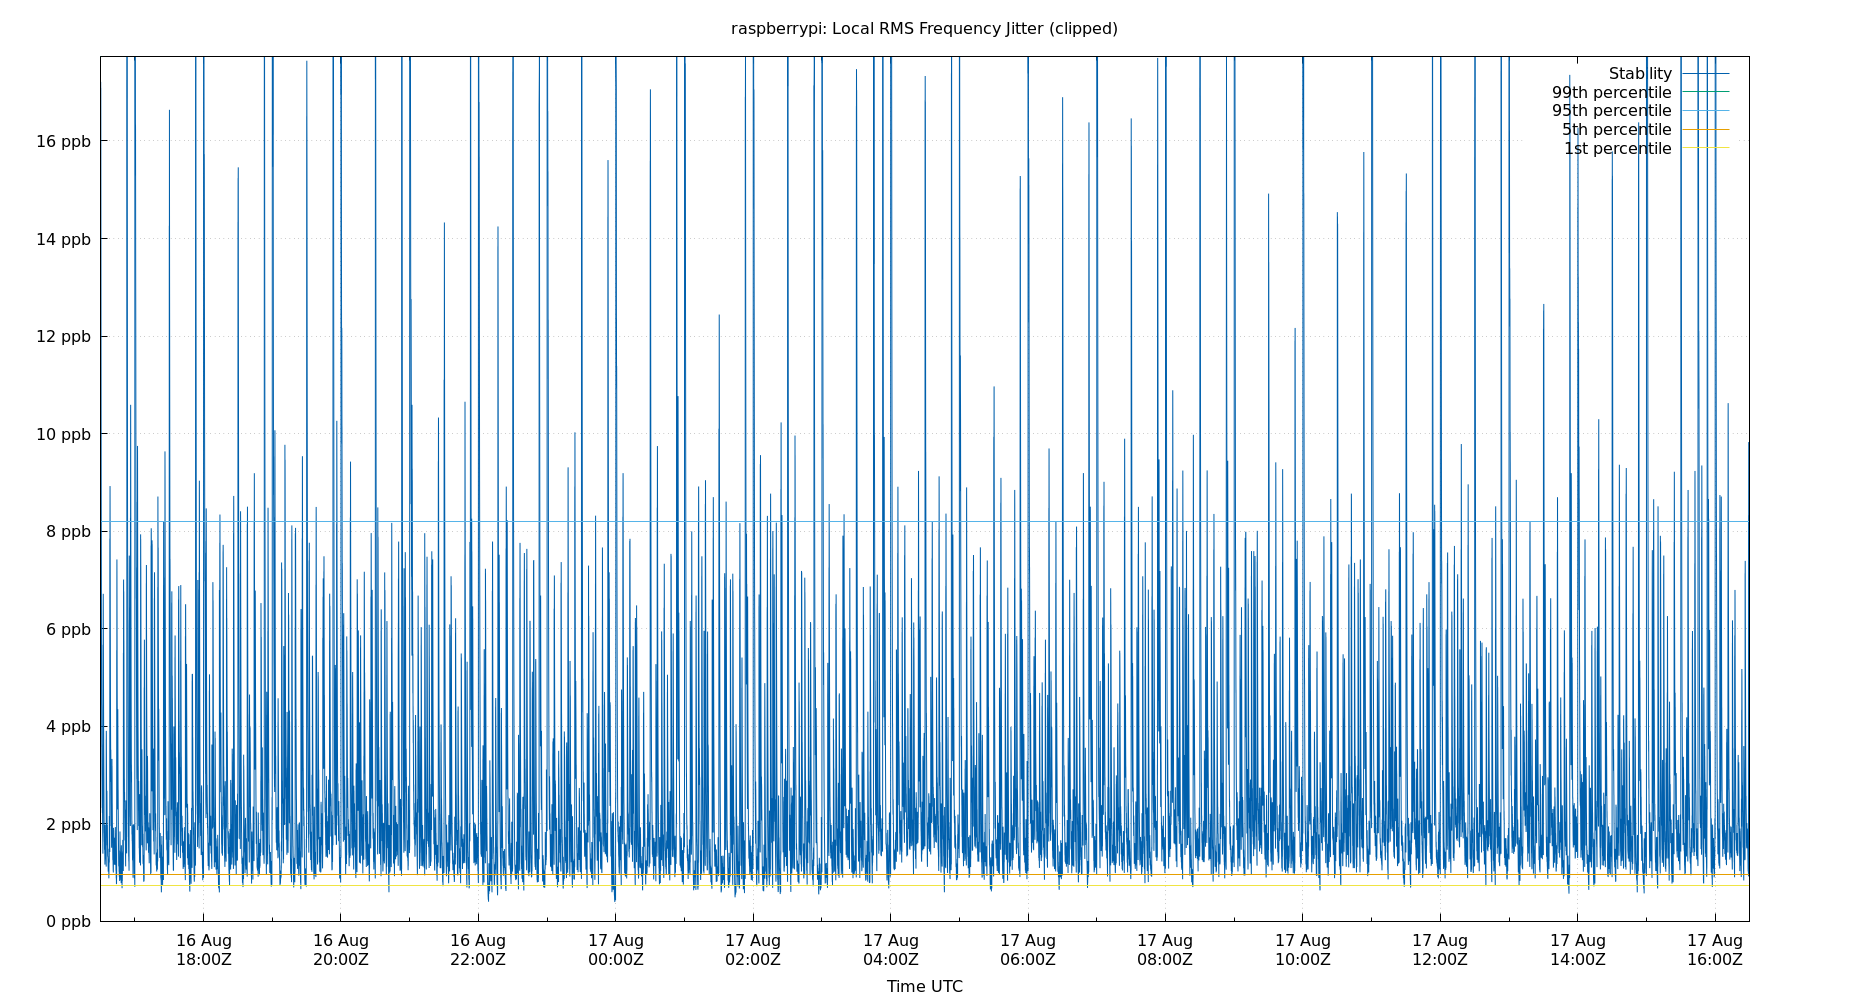 raspberrypi: Local RMS Frequency Jitter (clipped)
Stability
99th percentile
95th percentile
5th percentile
1st percentile
16 ppb
14 ppb
12 ppb
10 ppb
8 ppb
6 ppb
4 ppb
2 ppb
0 ppb
16 Aug 16 Aug 16 Aug 17 Aug 17 Aug 17 Aug 17 Aug 17 Aug 17 Aug 17 Aug 17 Aug 17 Aug
18:00Z 20:00Z 22:00Z 00:00Z 02:00Z 04:00Z 06:00Z 08:00Z 10:00Z 12:00Z 14:00Z 16:00Z
Time UTC